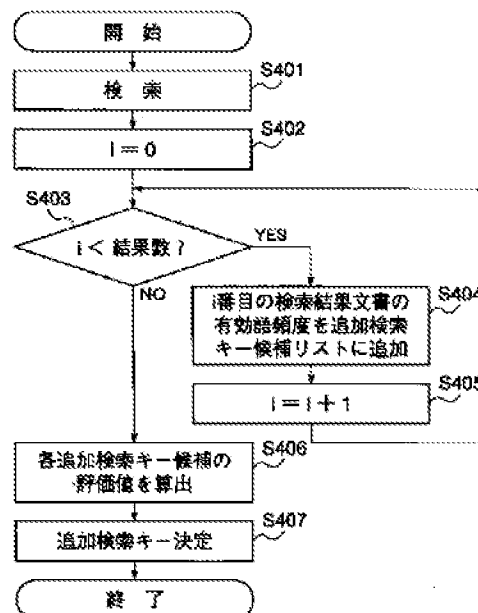 開 始
S401
検 索
S402
i = 0
S403
i < 結果数 ?
YES
NO
S404
i番目の検索結果文書の
有効語頻度を追加検索
キー候補リストに追加
S405
i = i + 1
S406
各追加検索キー候補の
評価値を算出
S407
追加検索キー決定
終 了